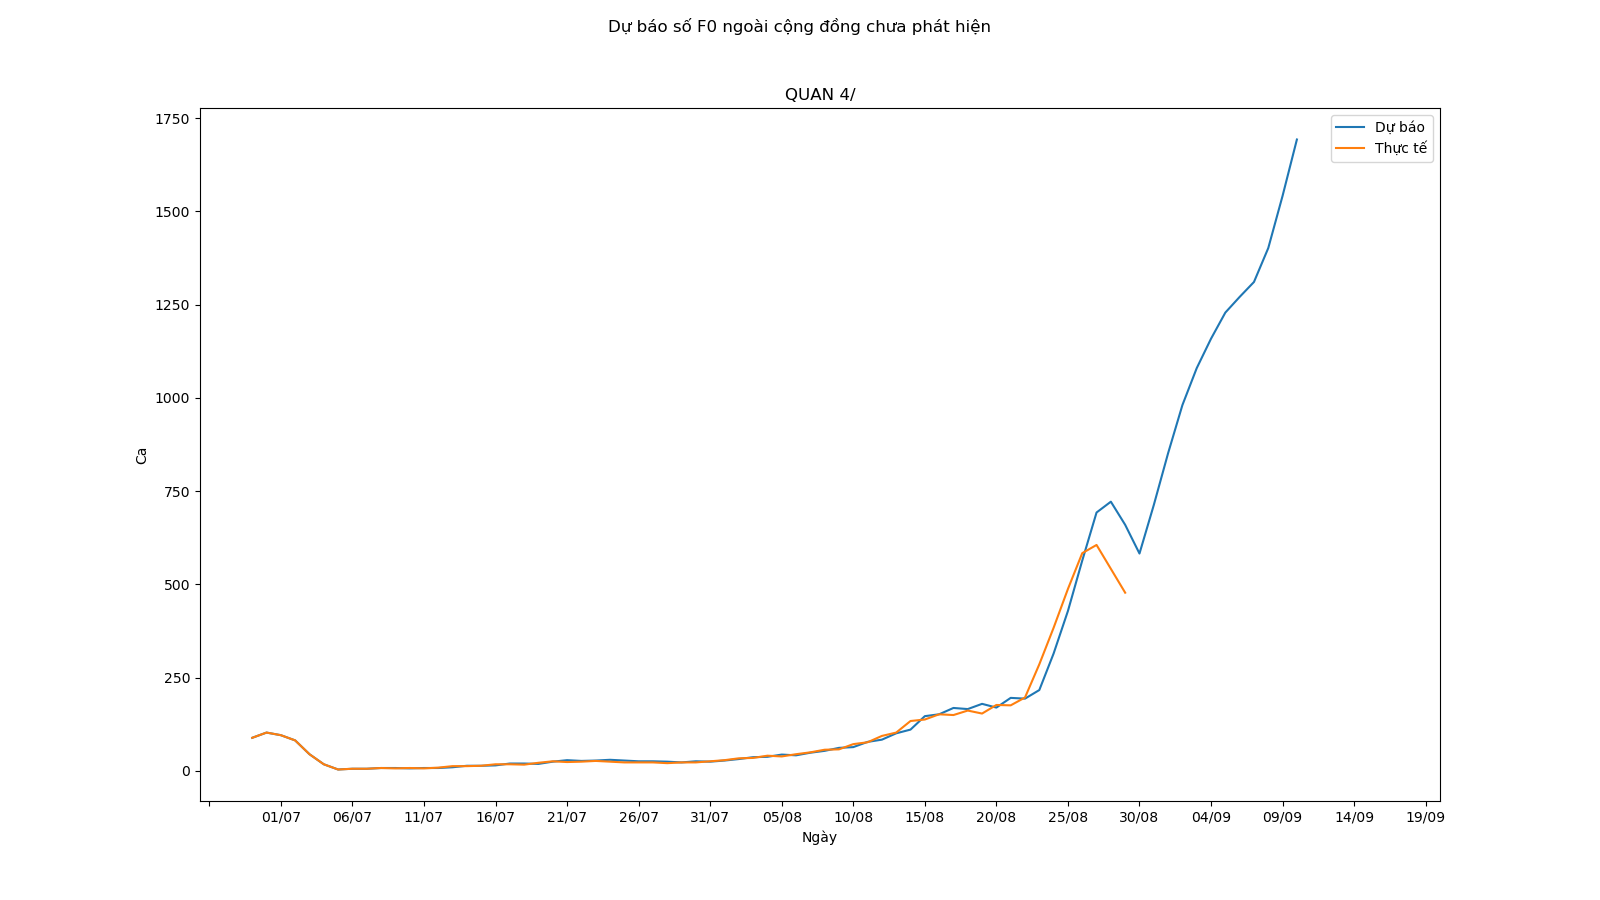 Dự báo số F0 ngoài cộng đồng chưa phát hiện
QUAN 4/
Dự báo
Thực tế
1750
1500
1250
1000
750
500
250
0
Ca
01/07 06/07 11/07 16/07 21/07 26/07 31/07 05/08 10/08 15/08 20/08 25/08 30/08 04/09 09/09 14/09 19/09
Ngày